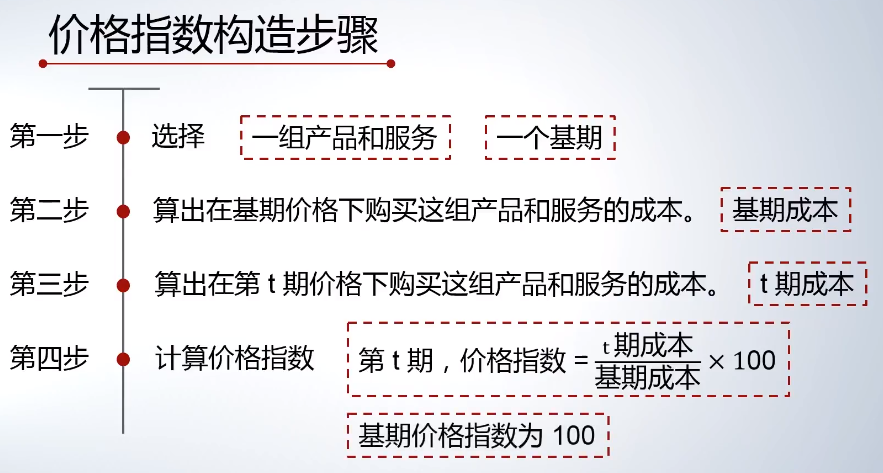 价格指数构造步骤
第一步 选择 一组产品和服务 一个基期
第二步 算出在基期价格下购买这组产品和服务的成本。 基期成本
第三步 算出在第 t 期价格下购买这组产品和服务的成本。 t 期成本
第四步 计算价格指数 第 t 期，价格指数 = t 期成本 / 基期成本 × 100
基期价格指数为 100